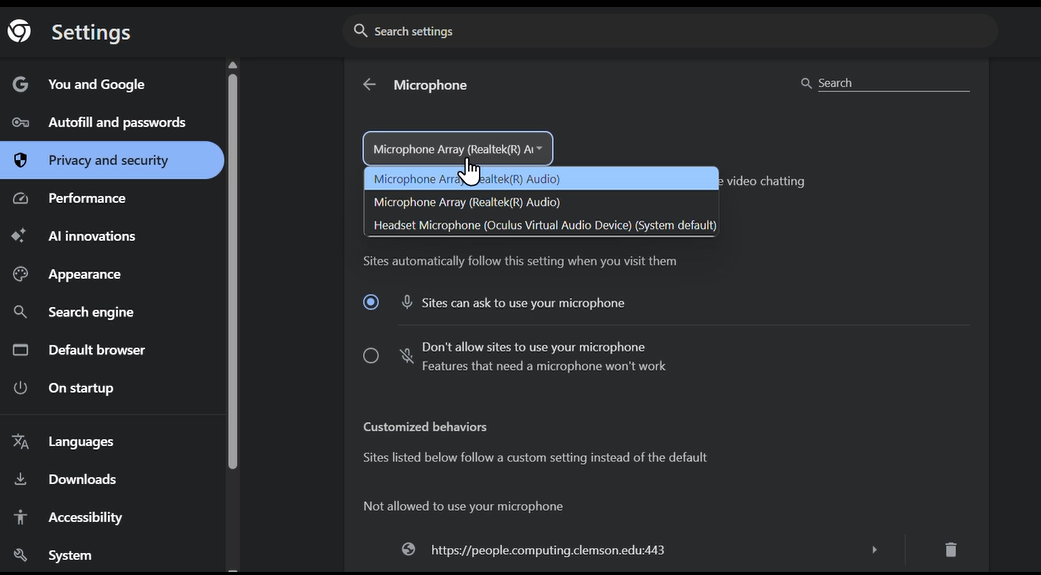 Settings
Search settings
You and Google
Autofill and passwords
Privacy and security
Performance
AI innovations
Appearance
Search engine
Default browser
On startup
Languages
Downloads
Accessibility
System
Microphone
Search
Microphone Array (Realtek(R) Au
Microphone Array ealtek(R) Audio)
e video chatting
Microphone Array (Realtek(R) Audio)
Headset Microphone (Oculus Virtual Audio Device) (System default)
Sites automatically follow this setting when you visit them
Sites can ask to use your microphone
Don't allow sites to use your microphone
Features that need a microphone won't work
Customized behaviors
Sites listed below follow a custom setting instead of the default
Not allowed to use your microphone
https://people.computing.clemson.edu:443